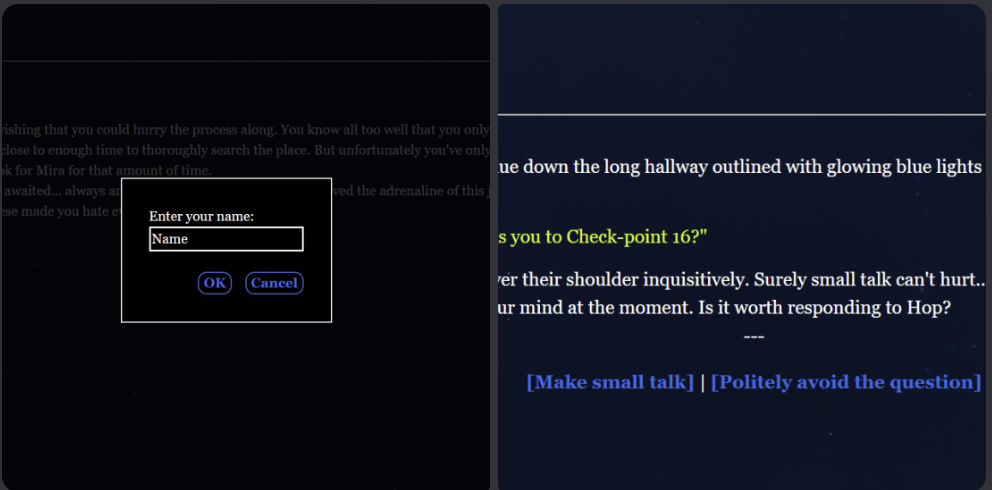 vishing that you could hurry the process along. You know all too well that you only
close to enough time to thoroughly search the place. But unfortunately you've only
ok for Mira for that amount of time.
awaited... always ved the adrenaline of this
ese made you hate
Enter your name:
Name
OK Cancel
ue down the long hallway outlined with glowing blue lights
s you to Check-point 16?"
er their shoulder inquisitively. Surely small talk can't hurt..
ur mind at the moment. Is it worth responding to Hop?
---
[Make small talk] | [Politely avoid the question]